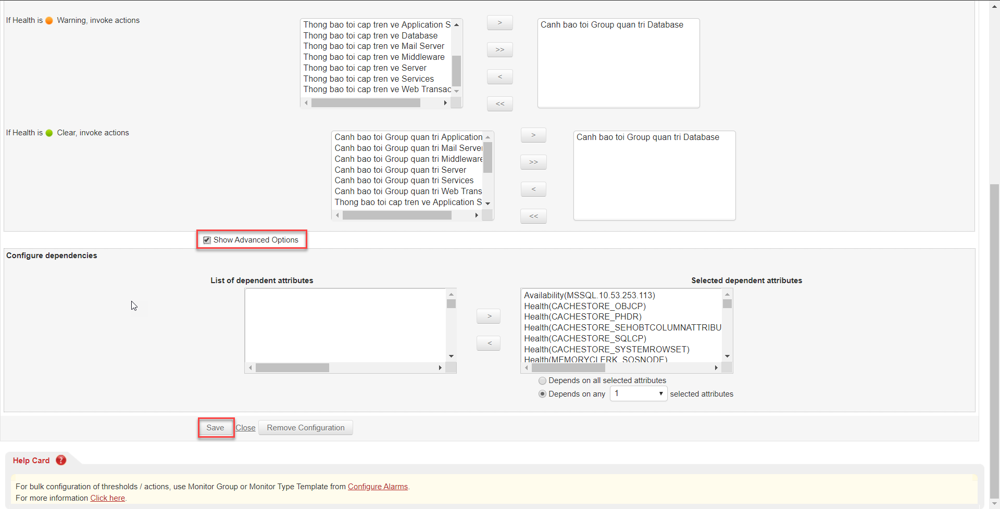 If Health is Warning, invoke actions
Thong bao toi cap tren ve Application S
Thong bao toi cap tren ve Database
Thong bao toi cap tren ve Mail Server
Thong bao toi cap tren ve Middleware
Thong bao toi cap tren ve Server
Thong bao toi cap tren ve Services
Thong bao toi cap tren ve Web Transac
>
>>
<
<<
Canh bao toi Group quan tri Database
If Health is Clear, invoke actions
Canh bao toi Group quan tri Application
Canh bao toi Group quan tri Mail Server
Canh bao toi Group quan tri Middleware
Canh bao toi Group quan tri Server
Canh bao toi Group quan tri Services
Canh bao toi Group quan tri Web Trans
Thong bao toi cap tren ve Application S
>
>>
<
<<
Canh bao toi Group quan tri Database
Show Advanced Options
Configure dependencies
List of dependent attributes
Selected dependent attributes
>
<
Availability(MSSQL.10.53.253.113)
Health(CACHESTORE_OBJCP)
Health(CACHESTORE_PHDR)
Health(CACHESTORE_SEHOBTCOLUMNATTRIBU
Health(CACHESTORE_SQLCP)
Health(CACHESTORE_SYSTEMROWSET)
Health(MEMORYCLERK_SOSNODE)
Depends on all selected attributes
Depends on any 1 selected attributes
Save Close Remove Configuration
Help Card ?
For bulk configuration of thresholds / actions, use Monitor Group or Monitor Type Template from Configure Alarms.
For more information Click here.